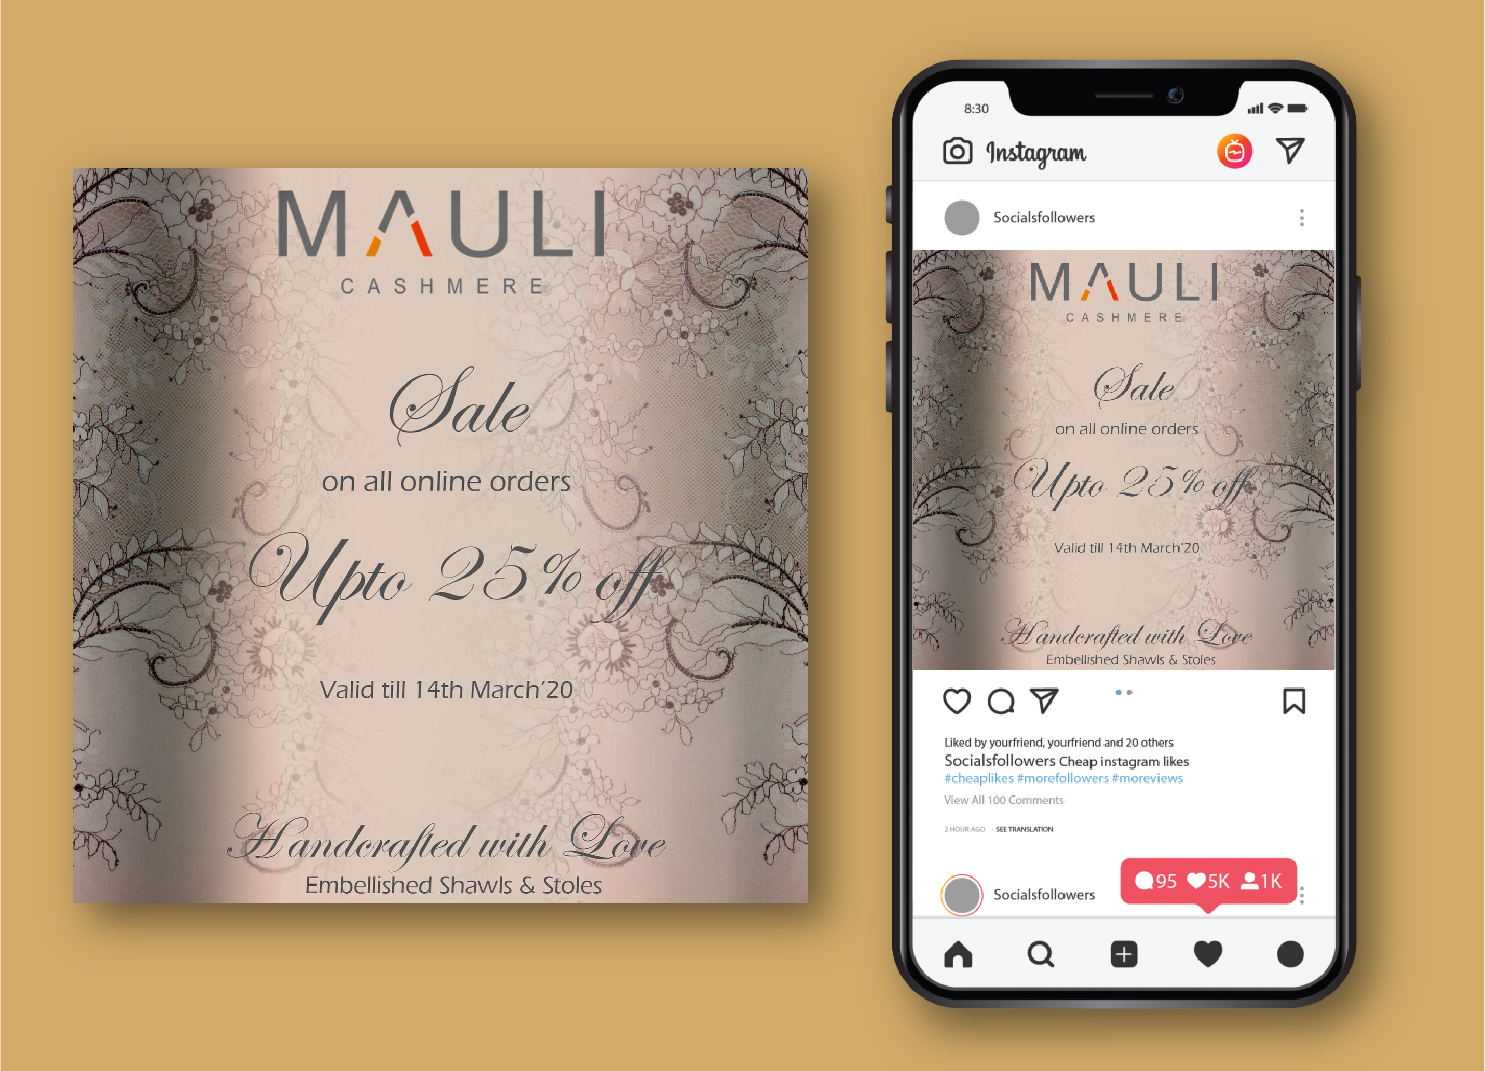 MAULI
CASHMERE
Sale
on all online orders
Upto 25% off
Valid till 14th March'20
Handcrafted with Love
Embellished Shawls & Stoles
8:30
Instagram
Socialsfollowers
MAULI
CASHMERE
Sale
on all online orders
Upto 25% off
Valid till 14th March'20
Handcrafted with Love
Embellished Shawls & Stoles
Liked by yourfriend, yourfriend and 20 others
Socialsfollowers Cheap instagram likes
#cheaplikes #morefollowers #moreviews
View All 100 Comments
2 HOUR AGO · SEE TRANSLATION
Socialsfollowers
95 5K 1K